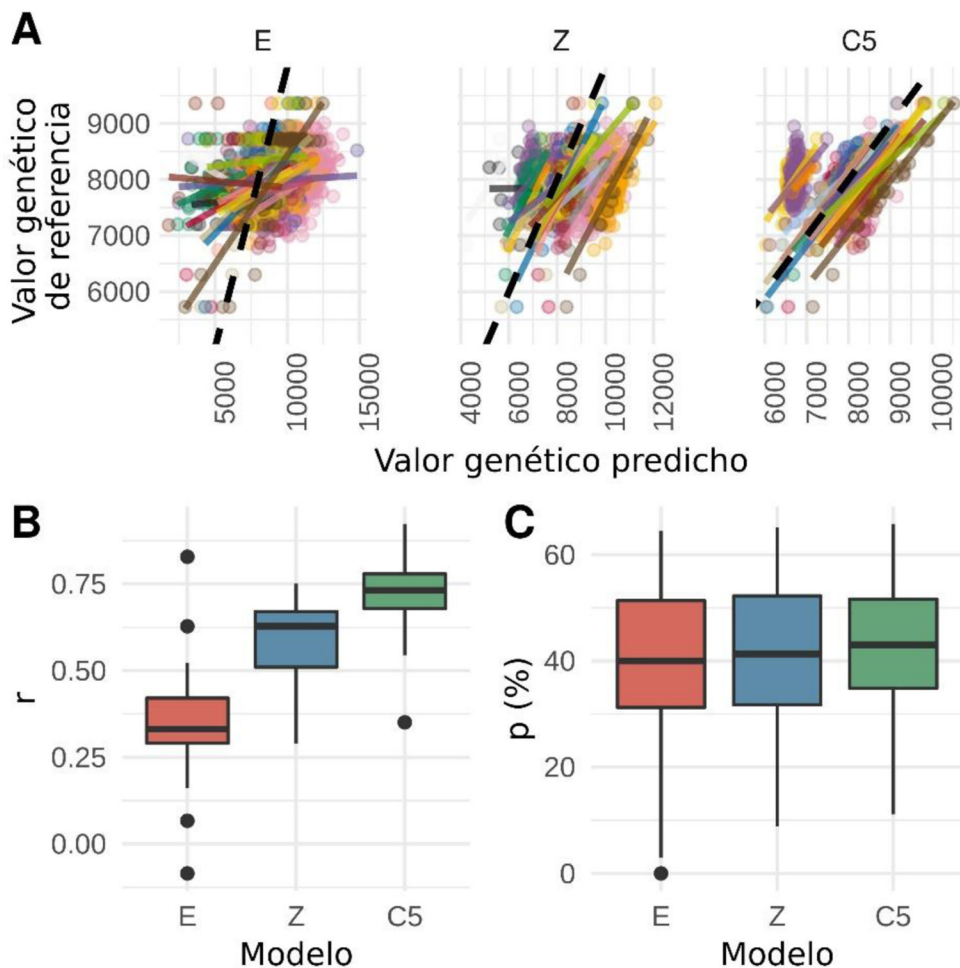 A
E Z C5
Valor genético
de referencia
9000
8000
7000
6000
5000 10000 15000 4000 6000 8000 10000 12000 6000 7000 8000 9000 10000
Valor genético predicho
B
r
0.75
0.50
0.25
0.00
E Z C5
Modelo
C
p (%)
60
40
20
0
E Z C5
Modelo